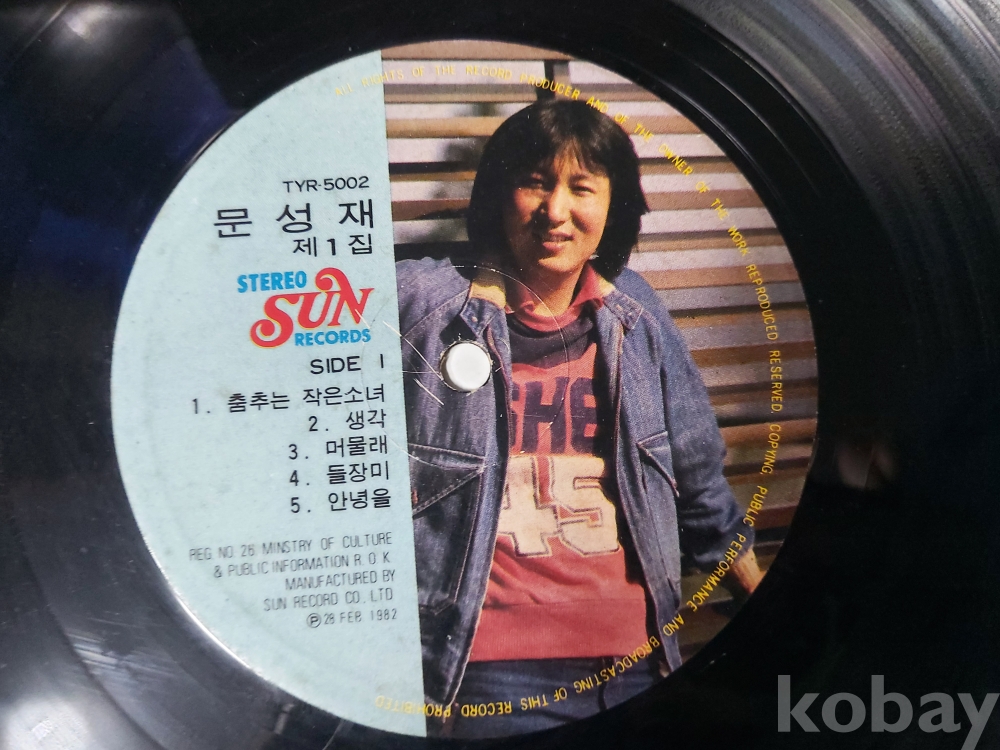 ALL RIGHTS OF THE RECORD PRODUCER AND OF THE OWNER OF THE WORK REPRODUCED RESERVED. COPYING, PUBLIC PERFORMANCE AND BROADCASTING OF THIS RECORD PROHIBITED
TYR-5002
문성재
제1집
STEREO
SUN
RECORDS
SIDE 1
1. 춤추는 작은소녀
2. 생각
3. 머물래
4. 들장미
5. 안녕을
REG NO 26 MINSTRY OF CULTURE
& PUBLIC INFORMATION R.O.K
MANUFACTURED BY
SUN RECORD CO., LTD
Ⓟ 28 FEB 1982
45
kobay